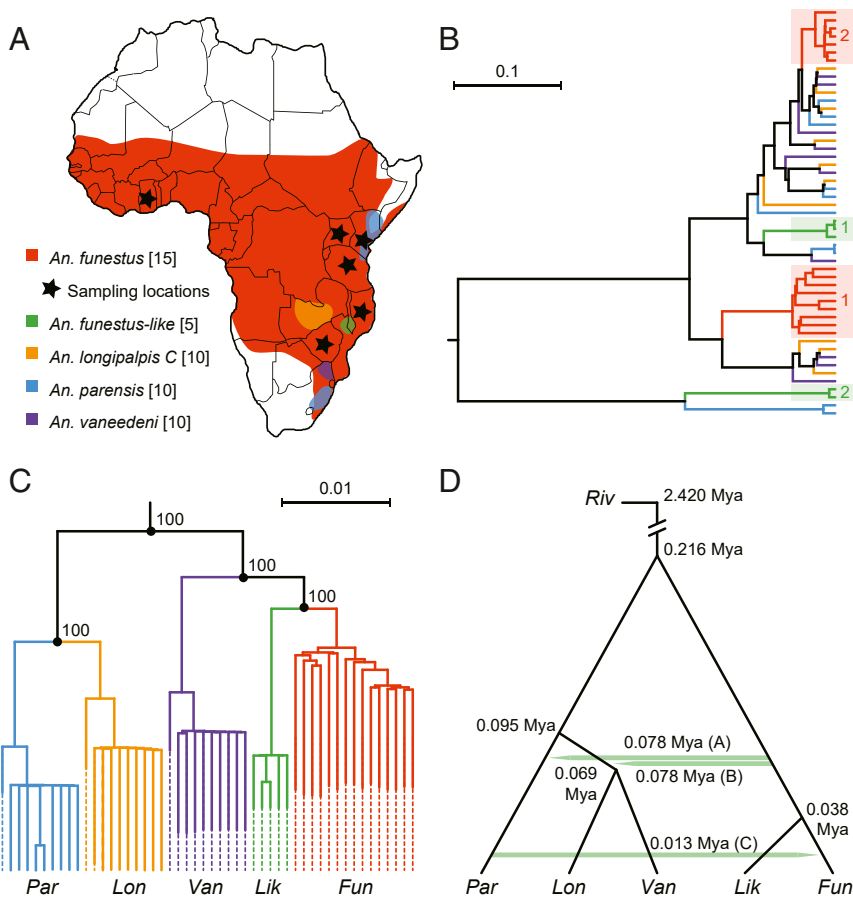 A
An. funestus [15]
Sampling locations
An. funestus-like [5]
An. longipalpis C [10]
An. parensis [10]
An. vaneedeni [10]
B
0.1
2
1
1
2
C
0.01
100
100
100
100
Par Lon Van Lik Fun
D
Riv
2.420 Mya
0.216 Mya
0.095 Mya
0.078 Mya (A)
0.078 Mya (B)
0.069
Mya
0.038
Mya
0.013 Mya (C)
Par Lon Van Lik Fun